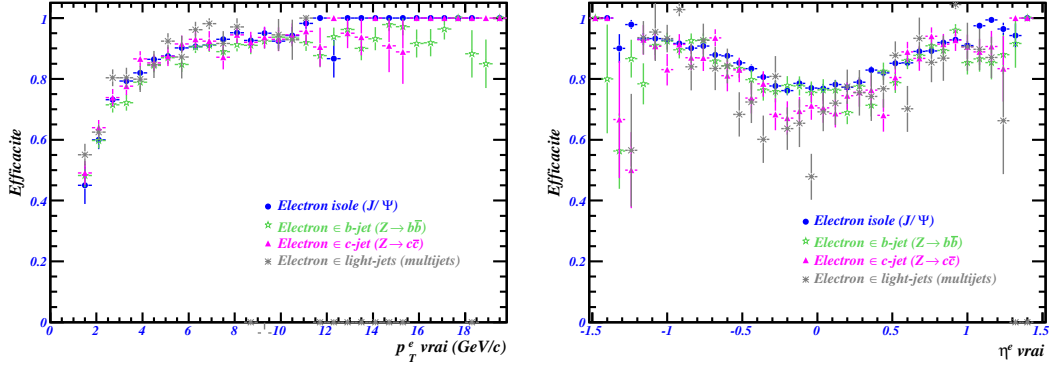 Efficacite
1
0.8
0.6
0.4
0.2
0
Electron isole (J/Ψ)
Electron ∈ b-jet (Z→ bb̅)
Electron ∈ c-jet (Z→ cc̅)
Electron ∈ light-jets (multijets)
0 2 4 6 8 10 12 14 16 18
p_T^e vrai (GeV/c)
Efficacite
1
0.8
0.6
0.4
0.2
0
Electron isole (J/Ψ)
Electron ∈ b-jet (Z→ bb̅)
Electron ∈ c-jet (Z→ cc̅)
Electron ∈ light-jets (multijets)
-1.5 -1 -0.5 0 0.5 1 1.5
η^e vrai